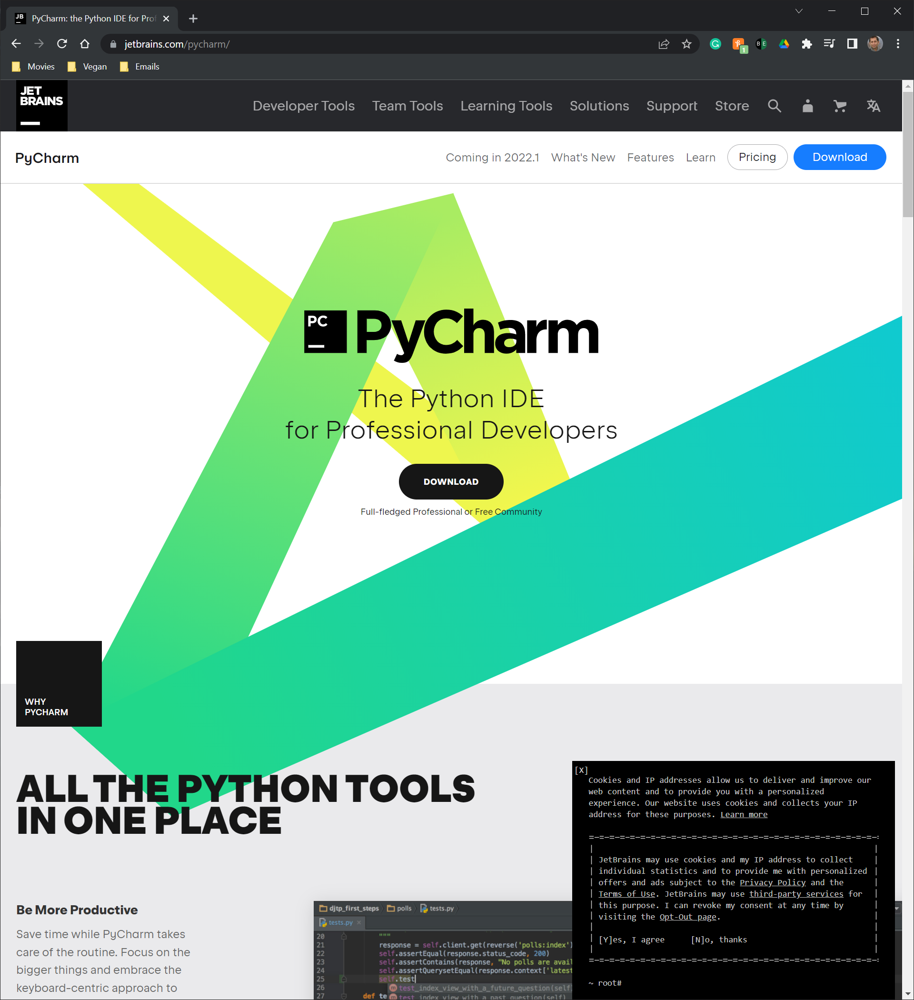 JB
PyCharm: the Python IDE for Prof
jetbrains.com/pycharm/
1
B E
Movies
Vegan
Emails
JET
BRAINS
Developer Tools
Team Tools
Learning Tools
Solutions
Support
Store
PyCharm
Coming in 2022.1
What's New
Features
Learn
Pricing
Download
PC
PyCharm
The Python IDE
for Professional Developers
DOWNLOAD
Full-fledged Professional or Free Community
WHY
PYCHARM
ALL THE PYTHON TOOLS
IN ONE PLACE
Be More Productive
Save time while PyCharm takes
care of the routine. Focus on the
bigger things and embrace the
keyboard-centric approach to
djtp_first_steps
polls
tests.py
tests.py
20 """
21 response = self.client.get(reverse('polls:index')
22 self.assertEqual(response.status_code, 200)
23 self.assertContains(response, "No polls are avail
24 self.assertQuerysetEqual(response.context['latest
25 self.test
26 m test_index_view_with_a_future_question(self)
27 def te m test_index_view_with_a_past_question(self)
[X]
Cookies and IP addresses allow us to deliver and improve our
web content and to provide you with a personalized
experience. Our website uses cookies and collects your IP
address for these purposes. Learn more
JetBrains may use cookies and my IP address to collect
individual statistics and to provide me with personalized
offers and ads subject to the Privacy Policy and the
Terms of Use. JetBrains may use third-party services for
this purpose. I can revoke my consent at any time by
visiting the Opt-Out page.
[Y]es, I agree [N]o, thanks
~ root#